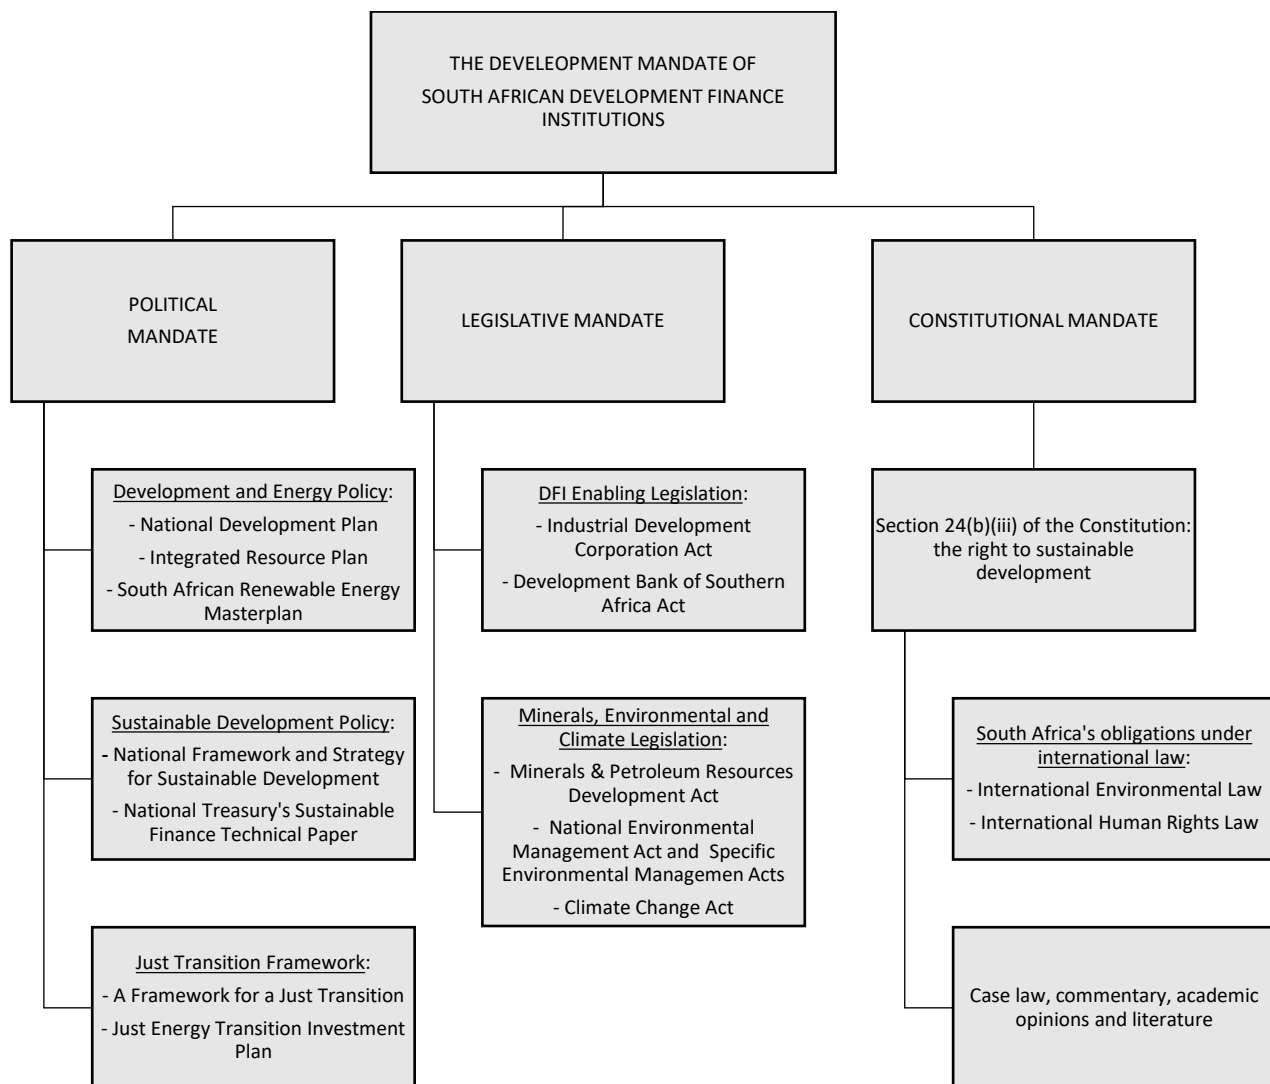 THE DEVELEOPMENT MANDATE OF
SOUTH AFRICAN DEVELOPMENT FINANCE
INSTITUTIONS
POLITICAL
MANDATE
LEGISLATIVE MANDATE
CONSTITUTIONAL MANDATE
Development and Energy Policy:
- National Development Plan
- Integrated Resource Plan
- South African Renewable Energy
Masterplan
DFI Enabling Legislation:
- Industrial Development
Corporation Act
- Development Bank of Southern
Africa Act
Section 24(b)(iii) of the Constitution:
the right to sustainable
development
Sustainable Development Policy:
- National Framework and Strategy
for Sustainable Development
- National Treasury's Sustainable
Finance Technical Paper
Minerals, Environmental and
Climate Legislation:
- Minerals & Petroleum Resources
Development Act
- National Environmental
Management Act and Specific
Environmental Managemen Acts
- Climate Change Act
South Africa's obligations under
international law:
- International Environmental Law
- International Human Rights Law
Just Transition Framework:
- A Framework for a Just Transition
- Just Energy Transition Investment
Plan
Case law, commentary, academic
opinions and literature